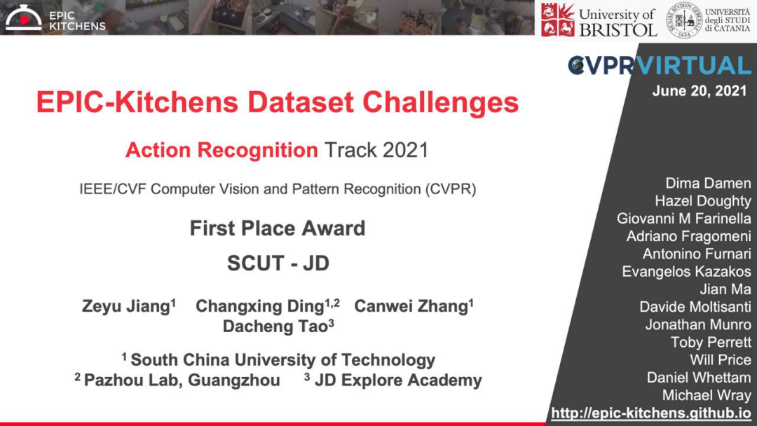 EPIC
KITCHENS
University of
BRISTOL
UNIVERSITÀ
degli STUDI
di CATANIA
CVPR VIRTUAL
June 20, 2021
EPIC-Kitchens Dataset Challenges
Action Recognition Track 2021
IEEE/CVF Computer Vision and Pattern Recognition (CVPR)
First Place Award
SCUT - JD
Zeyu Jiang¹ Changxing Ding¹,² Canwei Zhang¹
Dacheng Tao³
¹ South China University of Technology
² Pazhou Lab, Guangzhou ³ JD Explore Academy
Dima Damen
Hazel Doughty
Giovanni M Farinella
Adriano Fragomeni
Antonino Furnari
Evangelos Kazakos
Jian Ma
Davide Moltisanti
Jonathan Munro
Toby Perrett
Will Price
Daniel Whettam
Michael Wray
http://epic-kitchens.github.io